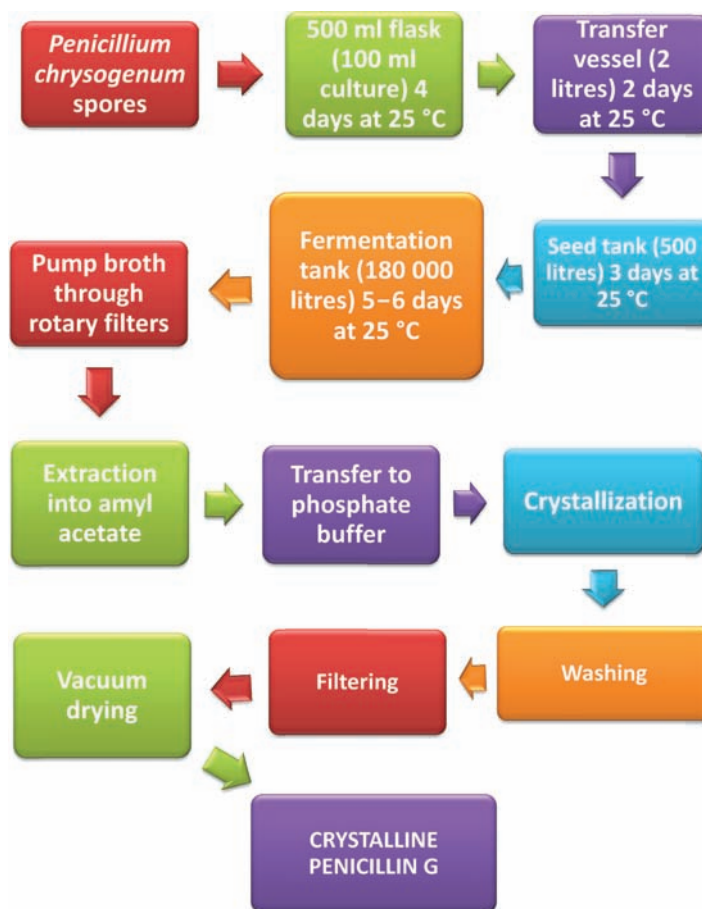 Penicillium
chrysogenum
spores
500 ml flask
(100 ml
culture) 4
days at 25 °C
Transfer
vessel (2
litres) 2 days
at 25 °C
Seed tank (500
litres) 3 days at
25 °C
Fermentation
tank (180 000
litres) 5–6 days
at 25 °C
Pump broth
through
rotary filters
Extraction
into amyl
acetate
Transfer to
phosphate
buffer
Crystallization
Washing
Filtering
Vacuum
drying
CRYSTALLINE
PENICILLIN G